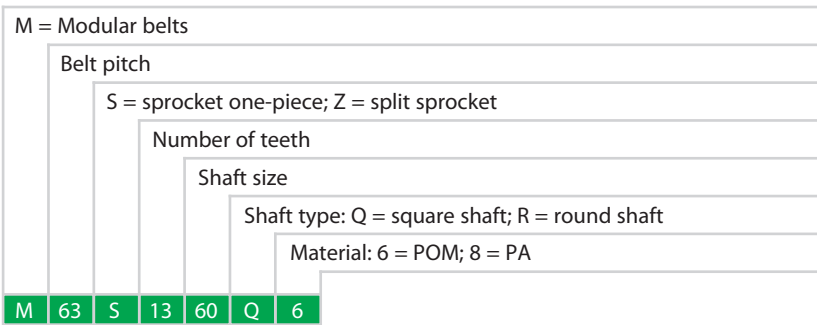 M = Modular belts
Belt pitch
S = sprocket one-piece; Z = split sprocket
Number of teeth
Shaft size
Shaft type: Q = square shaft; R = round shaft
Material: 6 = POM; 8 = PA
M 63 S 13 60 Q 6